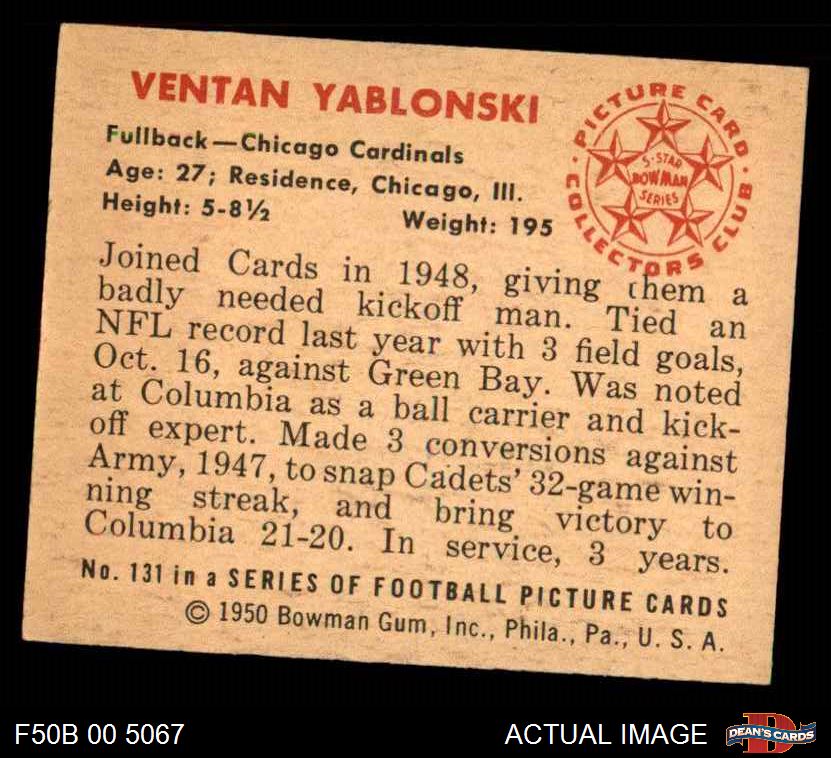 VENTAN YABLONSKI
Fullback—Chicago Cardinals
Age: 27; Residence, Chicago, Ill.
Height: 5-8½ Weight: 195
PICTURE CARD
COLLECTORS CLUB
5-STAR
BOWMAN
SERIES
Joined Cards in 1948, giving them a
badly needed kickoff man. Tied an
NFL record last year with 3 field goals,
Oct. 16, against Green Bay. Was noted
at Columbia as a ball carrier and kick-
off expert. Made 3 conversions against
Army, 1947, to snap Cadets' 32-game win-
ning streak, and bring victory to
Columbia 21-20. In service, 3 years.
No. 131 in a SERIES OF FOOTBALL PICTURE CARDS
© 1950 Bowman Gum, Inc., Phila., Pa., U. S. A.
F50B 00 5067
ACTUAL IMAGE
D
DEAN'S CARDS